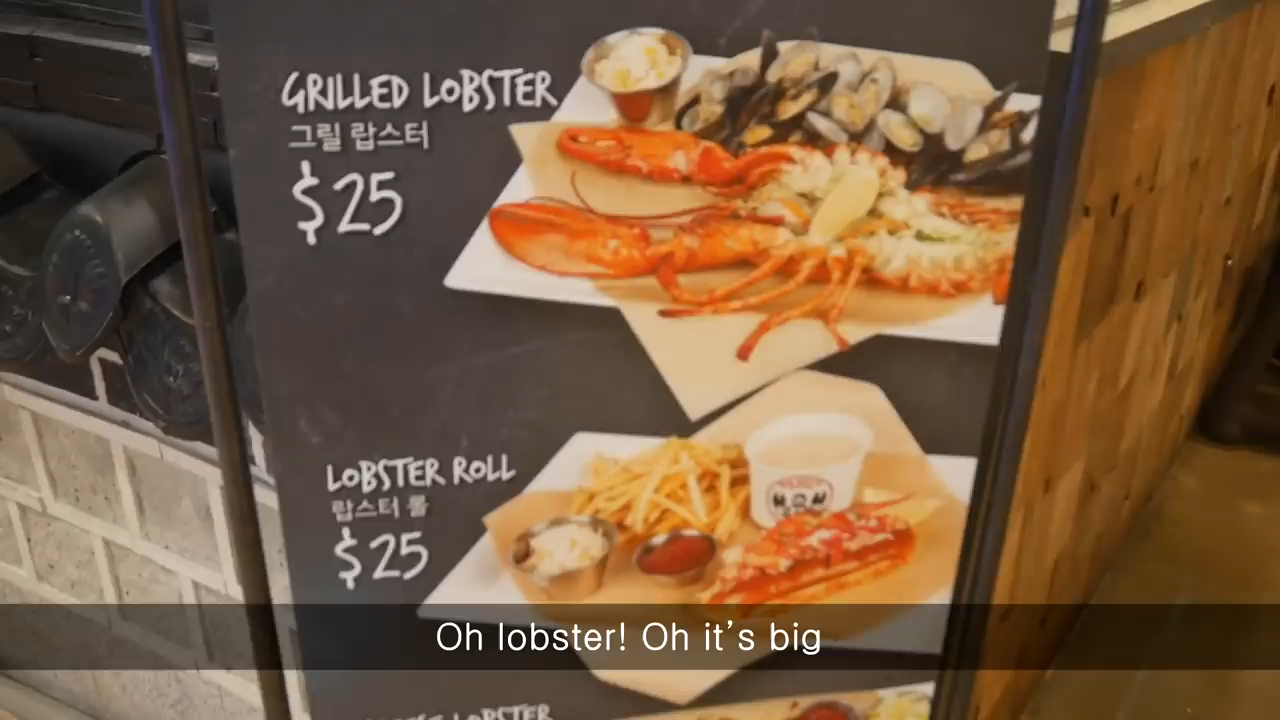 GRILLED LOBSTER
그릴 랍스터
$25
LOBSTER ROLL
랍스터 롤
$25
Oh lobster! Oh it's big
LOBSTER